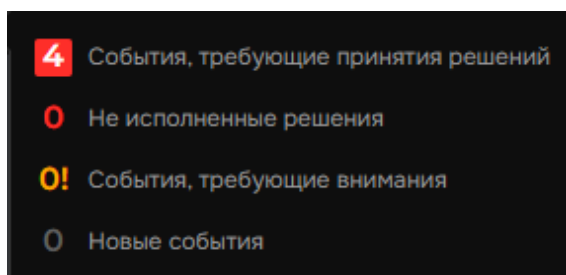 4 События, требующие принятия решений
0 Не исполненные решения
0! События, требующие внимания
0 Новые события